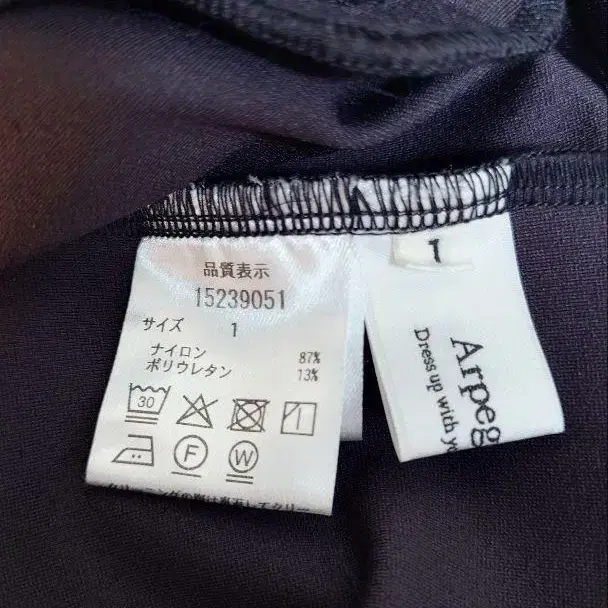 品質表示
15239051
サイズ 1
ナイロン 87%
ポリウレタン 13%
30
F
W
1
Arpeg
Dress up with